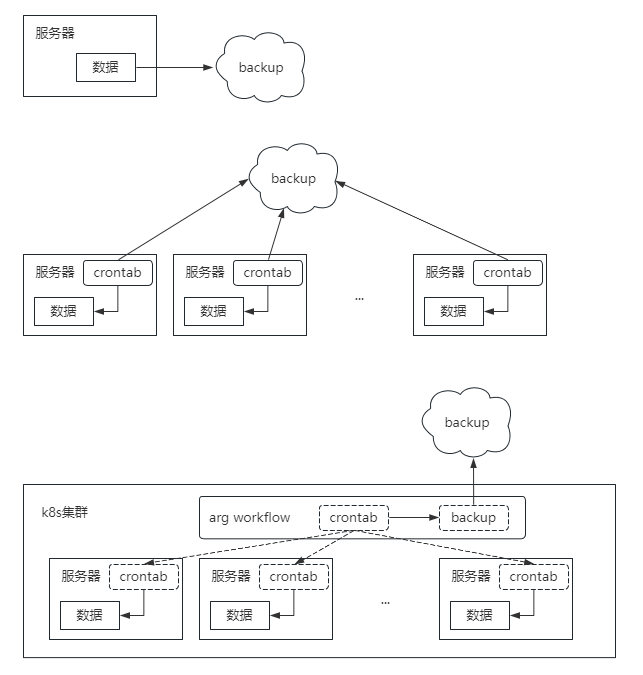 服务器
数据
backup
backup
服务器 crontab
数据
服务器 crontab
数据
...
服务器 crontab
数据
backup
k8s集群
arg workflow crontab backup
服务器 crontab
数据
服务器 crontab
数据
...
服务器 crontab
数据